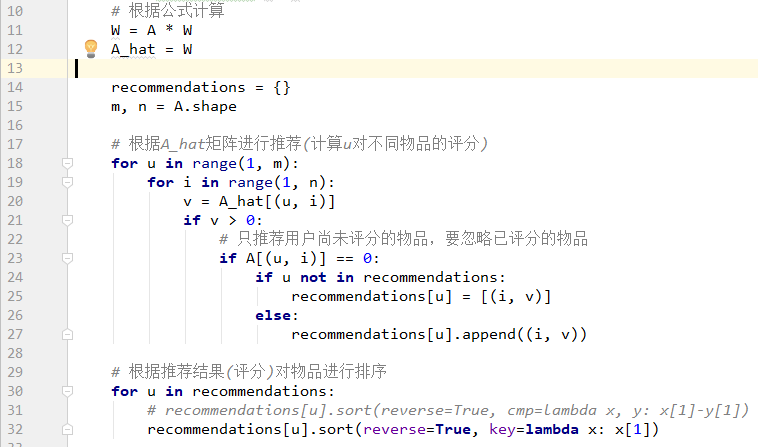 10 # 根据公式计算
11 W = A * W
12 A_hat = W
13
14 recommendations = {}
15 m, n = A.shape
16
17 # 根据A_hat矩阵进行推荐(计算u对不同物品的评分)
18 for u in range(1, m):
19 for i in range(1, n):
20 v = A_hat[(u, i)]
21 if v > 0:
22 # 只推荐用户尚未评分的物品，要忽略已评分的物品
23 if A[(u, i)] == 0:
24 if u not in recommendations:
25 recommendations[u] = [(i, v)]
26 else:
27 recommendations[u].append((i, v))
28
29 # 根据推荐结果(评分)对物品进行排序
30 for u in recommendations:
31 # recommendations[u].sort(reverse=True, cmp=lambda x, y: x[1]-y[1])
32 recommendations[u].sort(reverse=True, key=lambda x: x[1])